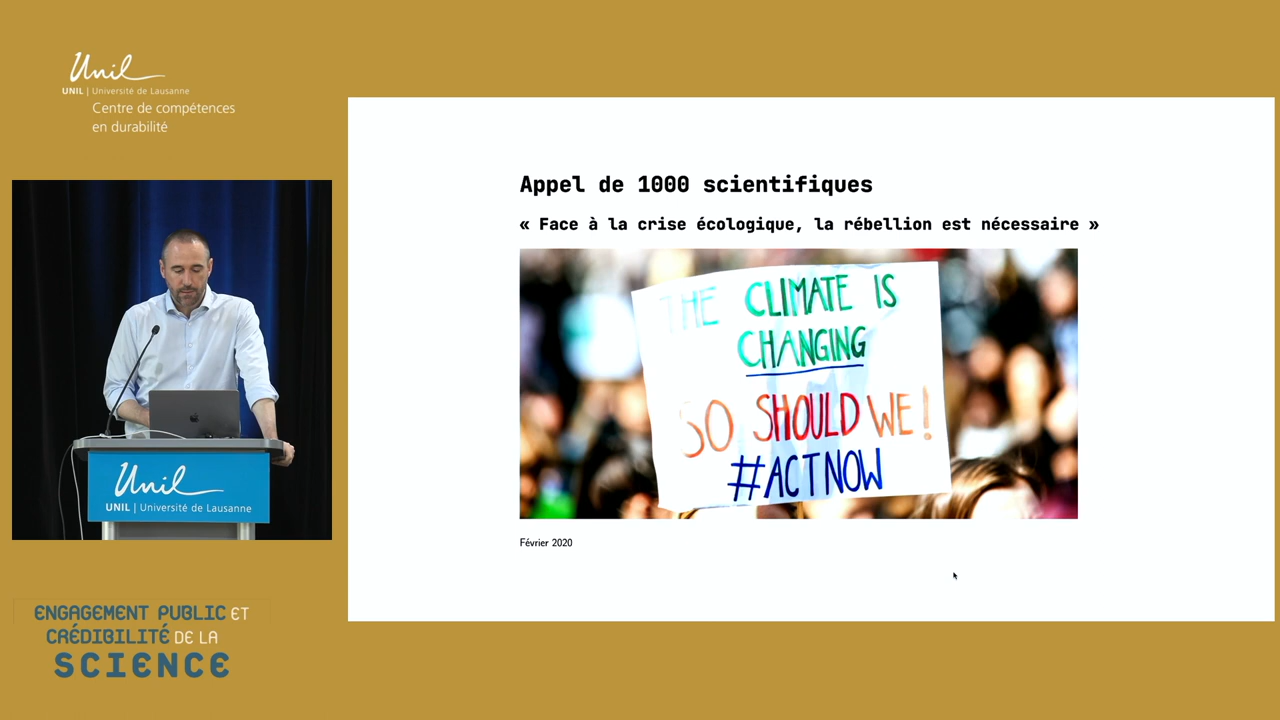 Unil
UNIL | Université de Lausanne
Centre de compétences
en durabilité
Appel de 1000 scientifiques
« Face à la crise écologique, la rébellion est nécessaire »
THE CLIMATE IS
CHANGING
SO SHOULD WE!
#ACTNOW
Février 2020
Unil
UNIL | Université de Lausanne
ENGAGEMENT PUBLIC ET
CRÉDIBILITÉ DE LA
SCIENCE